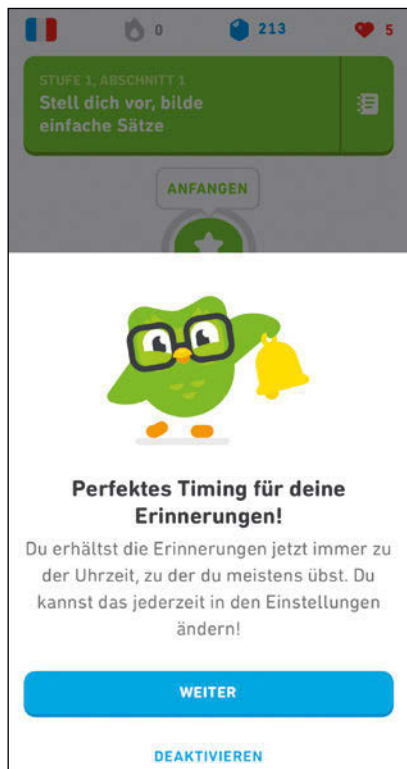 0 213 5
STUFE 1, ABSCHNITT 1
Stell dich vor, bilde
einfache Sätze
ANFANGEN
Perfektes Timing für deine
Erinnerungen!
Du erhältst die Erinnerungen jetzt immer zu
der Uhrzeit, zu der du meistens übst. Du
kannst das jederzeit in den Einstellungen
ändern!
WEITER
DEAKTIVIEREN